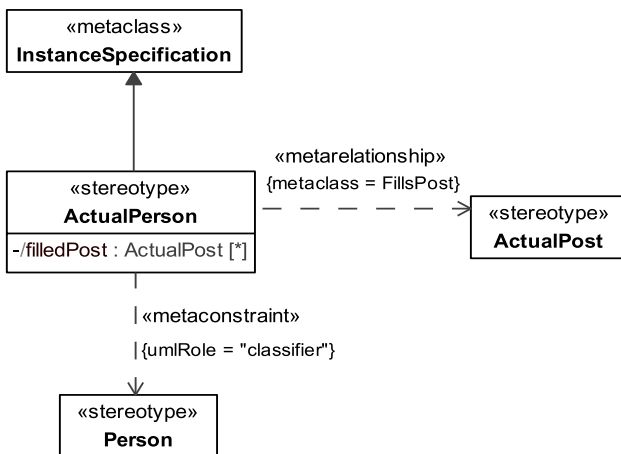 «metaclass»
InstanceSpecification
«stereotype»
ActualPerson
-/filledPost : ActualPost [*]
«metarelationship»
{metaclass = FillsPost}
«stereotype»
ActualPost
«metaconstraint»
{umlRole = "classifier"}
«stereotype»
Person